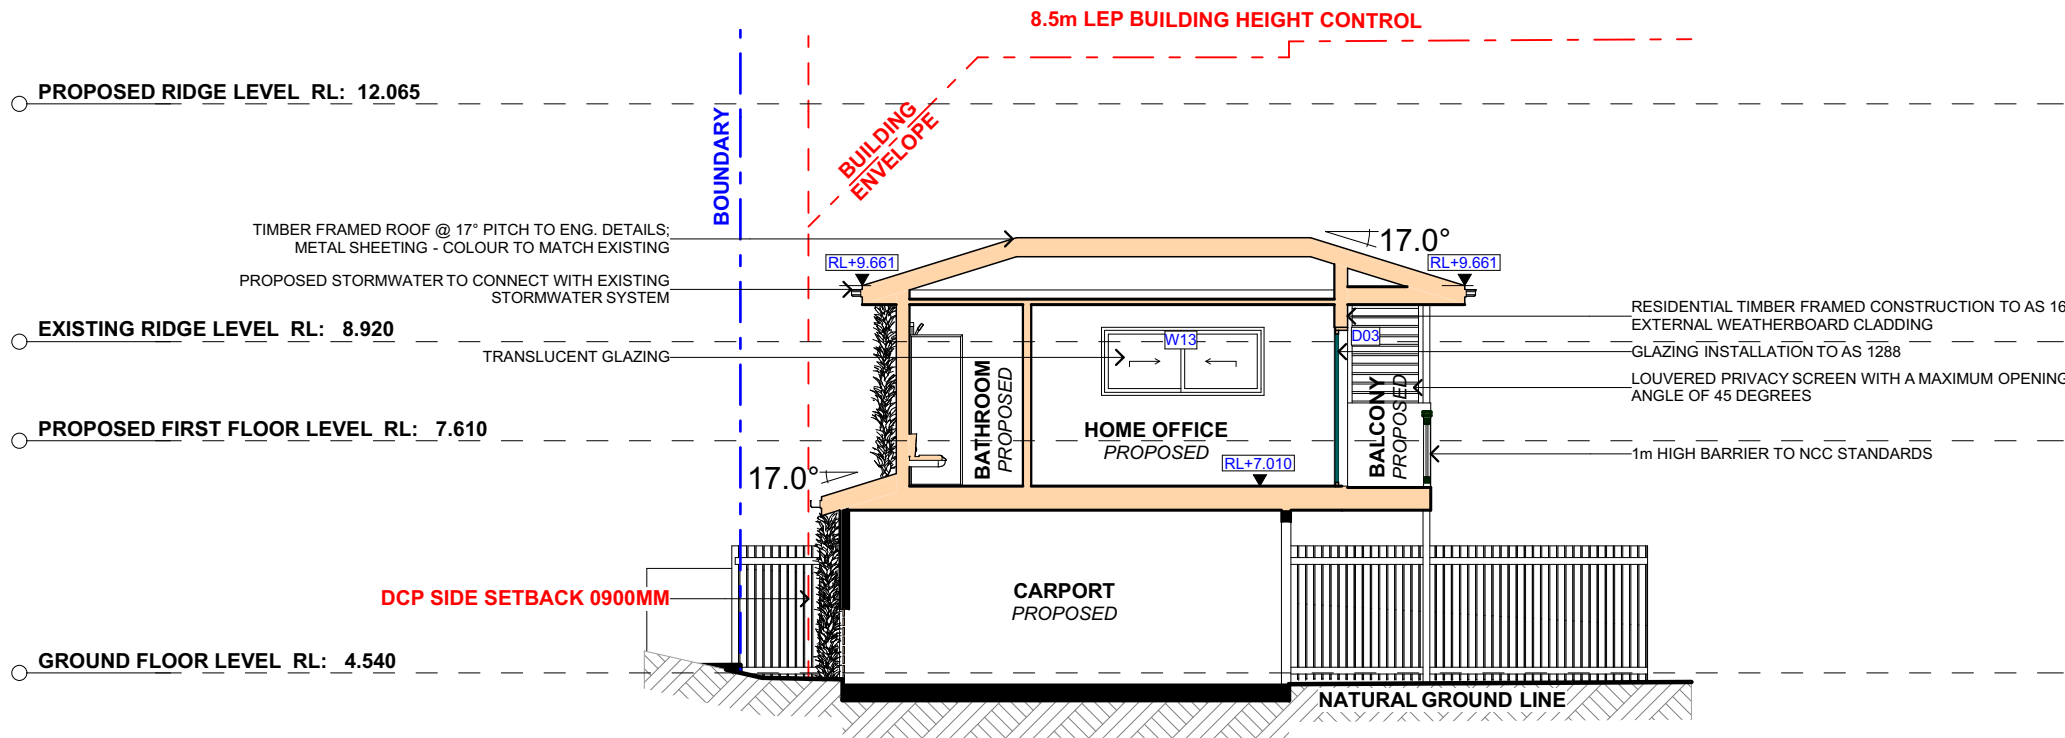 8.5m LEP BUILDING HEIGHT CONTROL
PROPOSED RIDGE LEVEL RL: 12.065
BOUNDARY
BUILDING
ENVELOPE
TIMBER FRAMED ROOF @ 17° PITCH TO ENG. DETAILS;
METAL SHEETING - COLOUR TO MATCH EXISTING
17.0°
RL+9.661
RL+9.661
PROPOSED STORMWATER TO CONNECT WITH EXISTING
STORMWATER SYSTEM
RESIDENTIAL TIMBER FRAMED CONSTRUCTION TO AS 16
EXTERNAL WEATHERBOARD CLADDING
EXISTING RIDGE LEVEL RL: 8.920
W13
D03
TRANSLUCENT GLAZING
GLAZING INSTALLATION TO AS 1288
LOUVERED PRIVACY SCREEN WITH A MAXIMUM OPENING
ANGLE OF 45 DEGREES
BATHROOM
PROPOSED
HOME OFFICE
PROPOSED
BALCONY
PROPOSED
PROPOSED FIRST FLOOR LEVEL RL: 7.610
1m HIGH BARRIER TO NCC STANDARDS
RL+7.010
17.0°
CARPORT
PROPOSED
DCP SIDE SETBACK 0900MM
GROUND FLOOR LEVEL RL: 4.540
NATURAL GROUND LINE